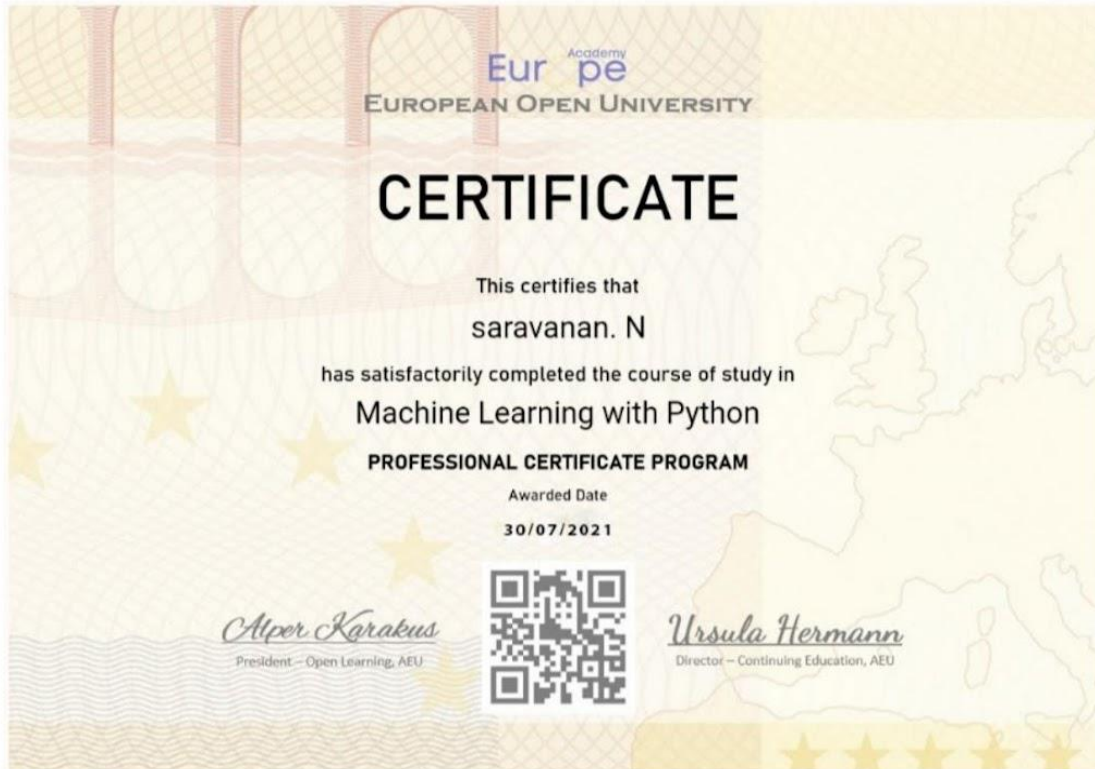 Academy
Eur pe
EUROPEAN OPEN UNIVERSITY
CERTIFICATE
This certifies that
saravanan. N
has satisfactorily completed the course of study in
Machine Learning with Python
PROFESSIONAL CERTIFICATE PROGRAM
Awarded Date
30/07/2021
Alper Karakus
President – Open Learning, AEU
Ursula Hermann
Director – Continuing Education, AEU